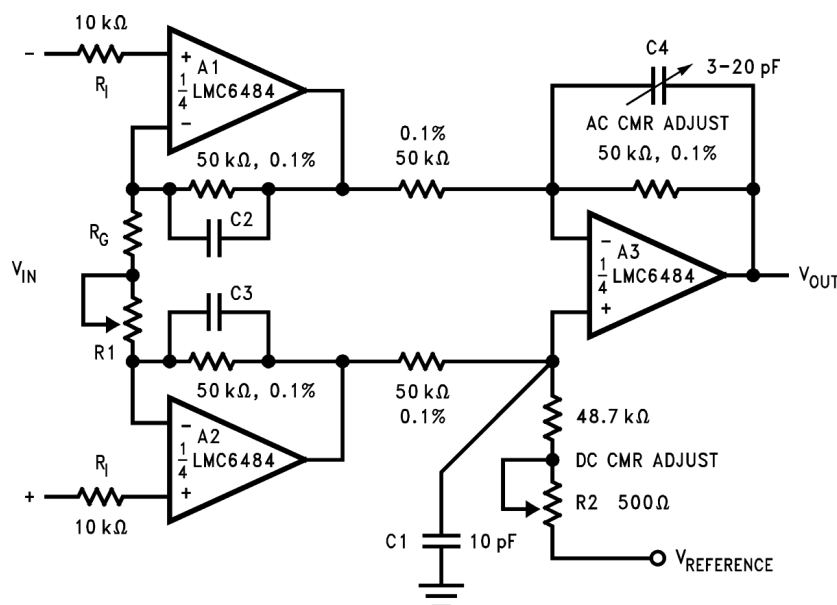 10 kΩ
−
R_I
+
A1
1/4 LMC6484
−
C4
3–20 pF
AC CMR ADJUST
50 kΩ, 0.1%
0.1%
50 kΩ
50 kΩ, 0.1%
C2
R_G
V_IN
R1
C3
50 kΩ, 0.1%
50 kΩ
0.1%
−
A3
1/4 LMC6484
+
V_OUT
−
A2
1/4 LMC6484
+
R_I
+
10 kΩ
48.7 kΩ
DC CMR ADJUST
R2 500Ω
C1
10 pF
V_REFERENCE